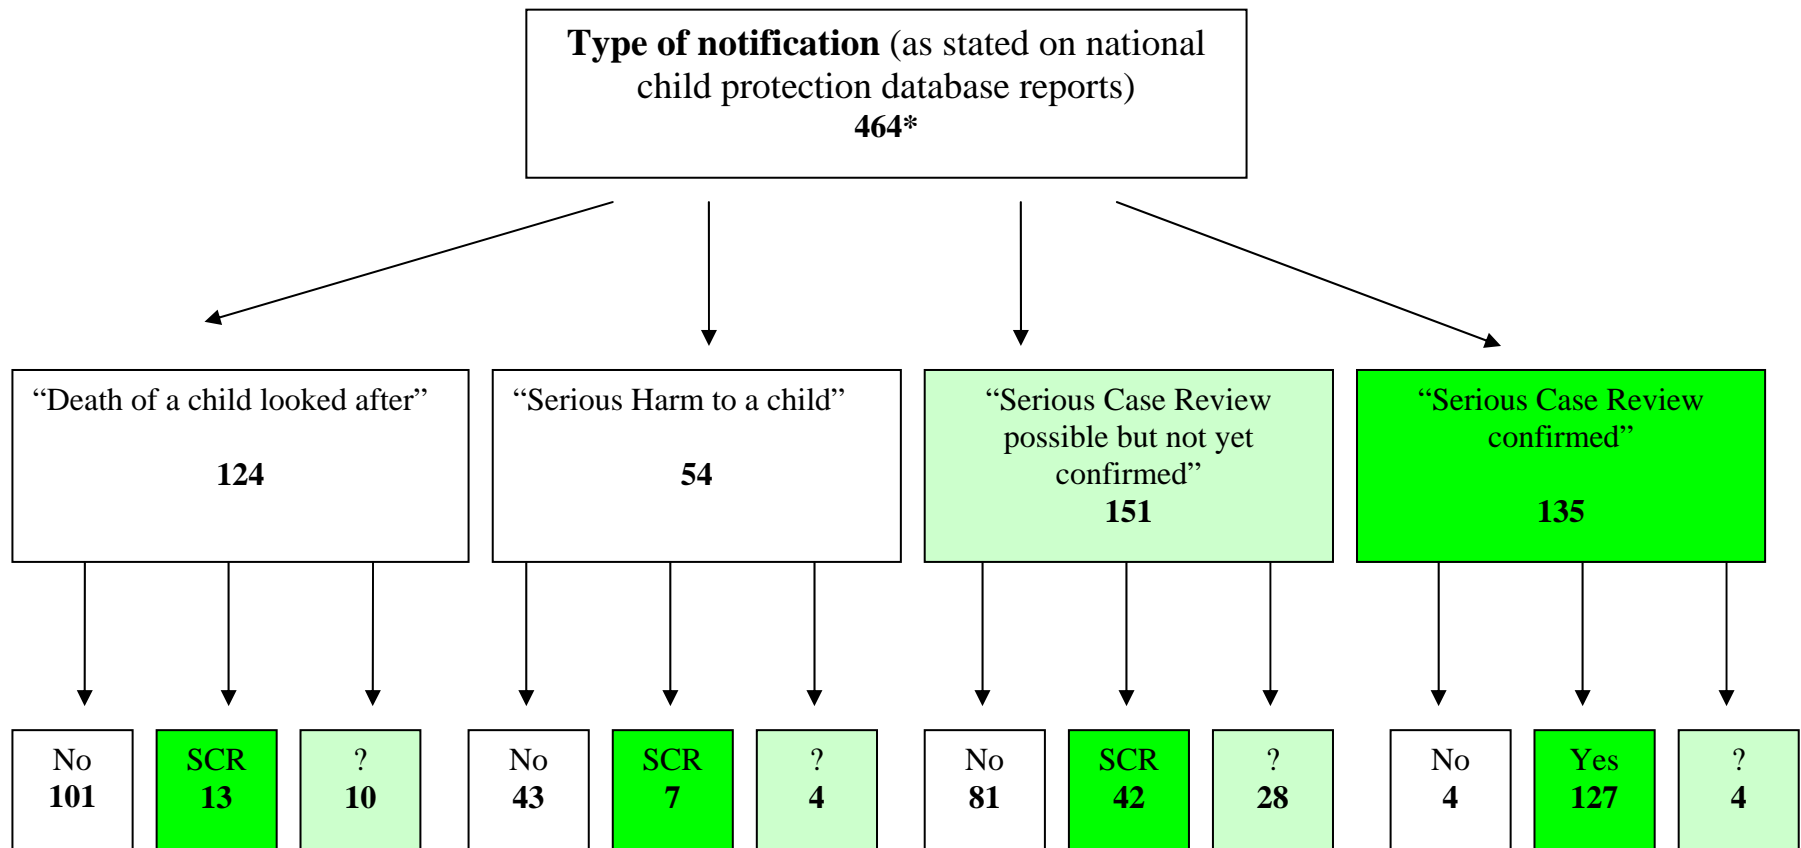 Type of notification (as stated on national
child protection database reports)
464*
“Death of a child looked after”
124
“Serious Harm to a child”
54
“Serious Case Review
possible but not yet
confirmed”
151
“Serious Case Review
confirmed”
135
No
101
SCR
13
?
10
No
43
SCR
7
?
4
No
81
SCR
42
?
28
No
4
Yes
127
?
4